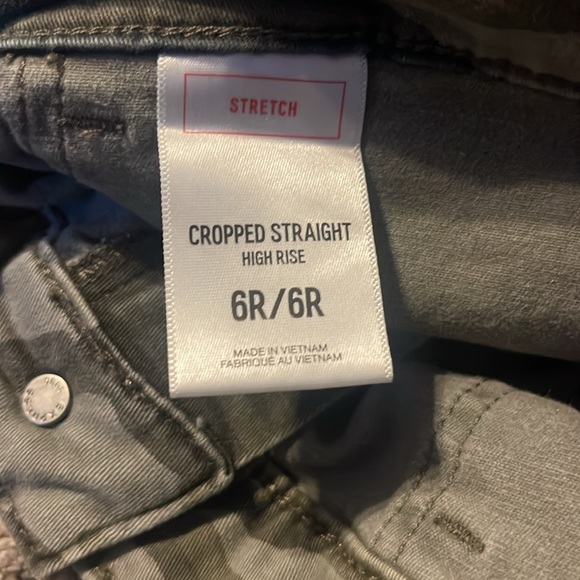 STRETCH
CROPPED STRAIGHT
HIGH RISE
6R/6R
MADE IN VIETNAM
FABRIQUÉ AU VIETNAM